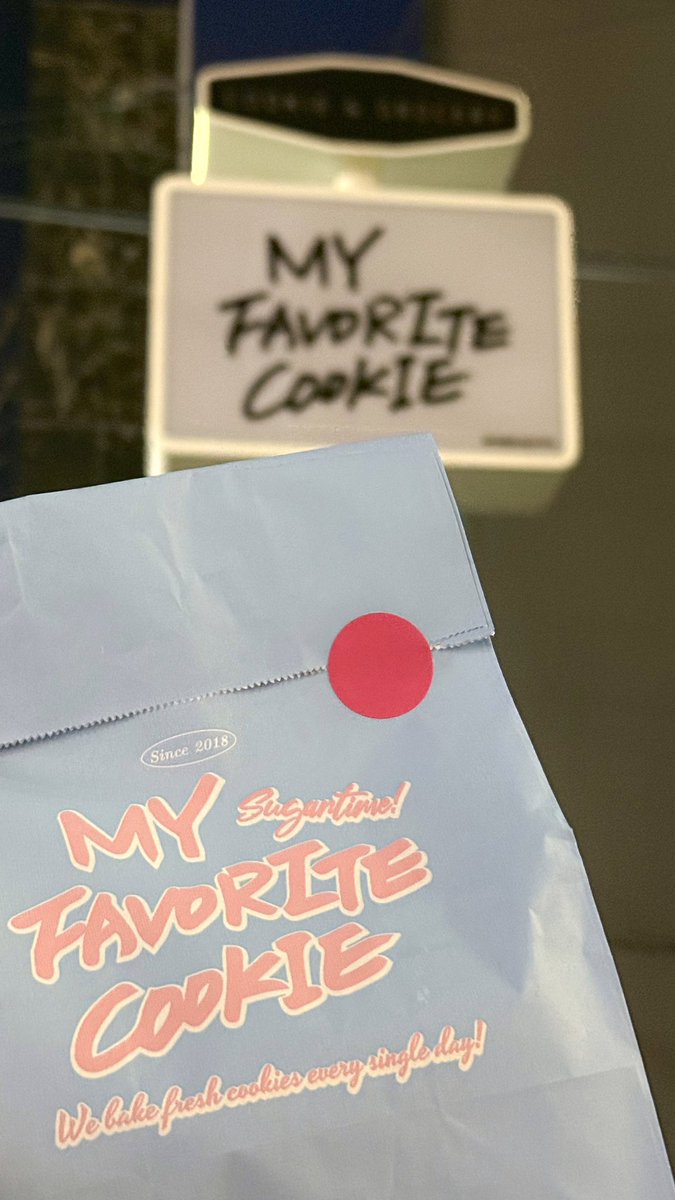 MY
FAVORITE
COOKIE
Since 2018
MY Sugartime!
FAVORITE
COOKIE
We bake fresh cookies every single day!